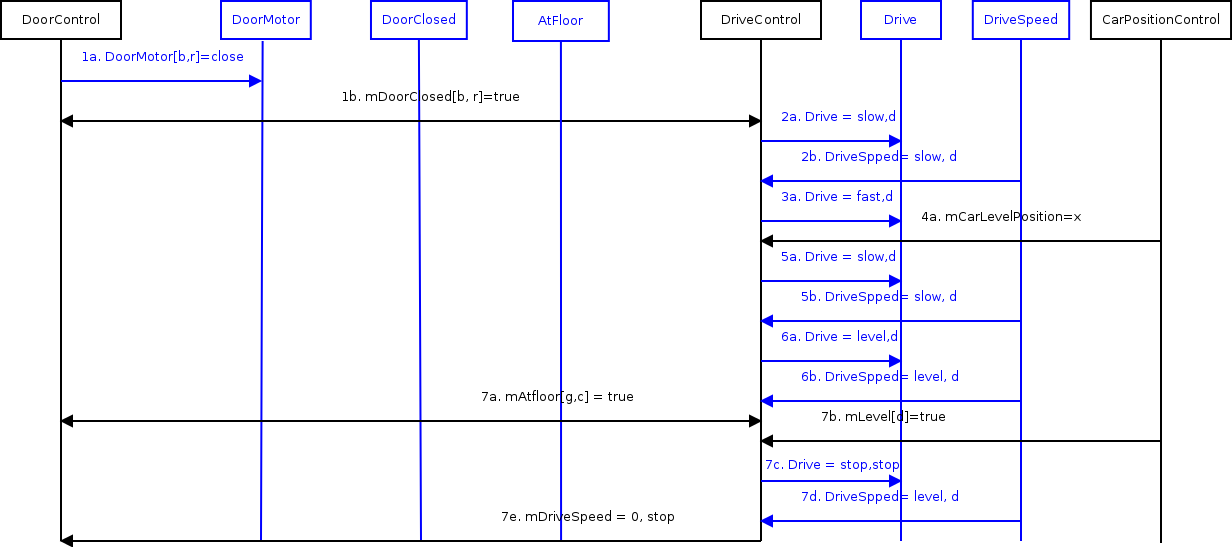 DoorControl
DoorMotor
DoorClosed
AtFloor
DriveControl
Drive
DriveSpeed
CarPositionControl
1a. DoorMotor[b,r]=close
1b. mDoorClosed[b, r]=true
2a. Drive = slow,d
2b. DriveSpped= slow, d
3a. Drive = fast,d
4a. mCarLevelPosition=x
5a. Drive = slow,d
5b. DriveSpped= slow, d
6a. Drive = level,d
6b. DriveSpped= level, d
7a. mAtfloor[g,c] = true
7b. mLevel[d]=true
7c. Drive = stop,stop
7d. DriveSpped= level, d
7e. mDriveSpeed = 0, stop